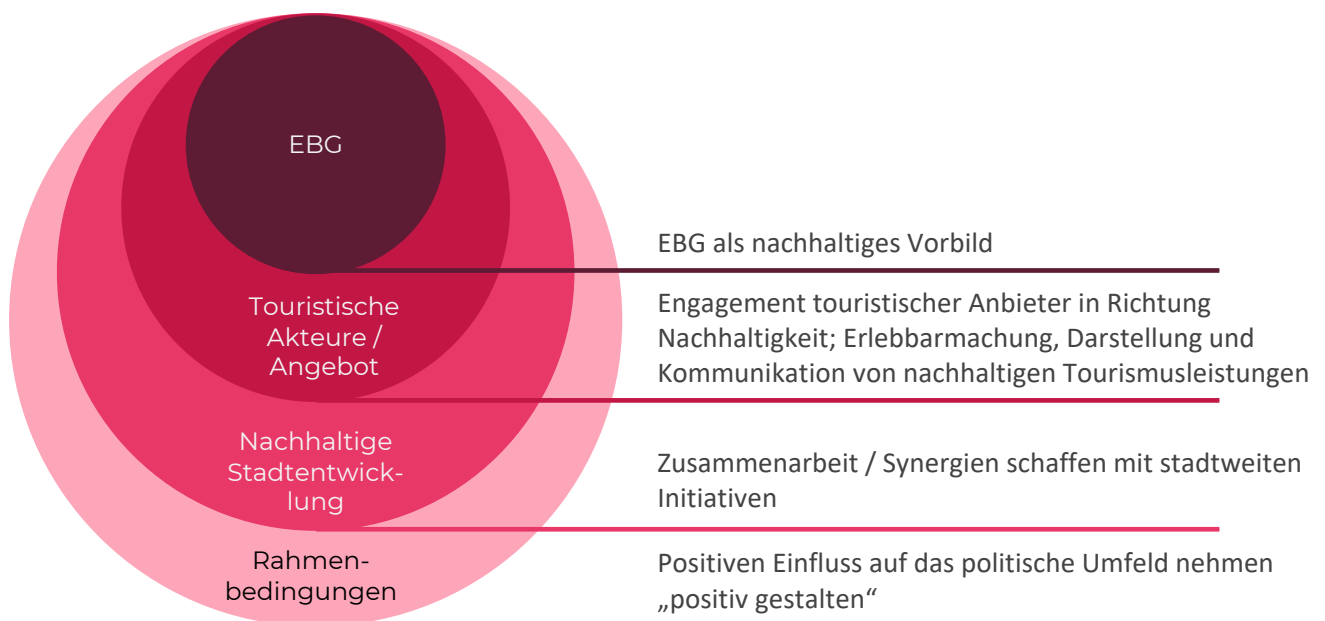 EBG
EBG als nachhaltiges Vorbild
Touristische
Akteure /
Angebot
Engagement touristischer Anbieter in Richtung
Nachhaltigkeit; Erlebbarmachung, Darstellung und
Kommunikation von nachhaltigen Tourismusleistungen
Nachhaltige
Stadtentwick-
lung
Zusammenarbeit / Synergien schaffen mit stadtweiten
Initiativen
Rahmen-
bedingungen
Positiven Einfluss auf das politische Umfeld nehmen
„positiv gestalten“